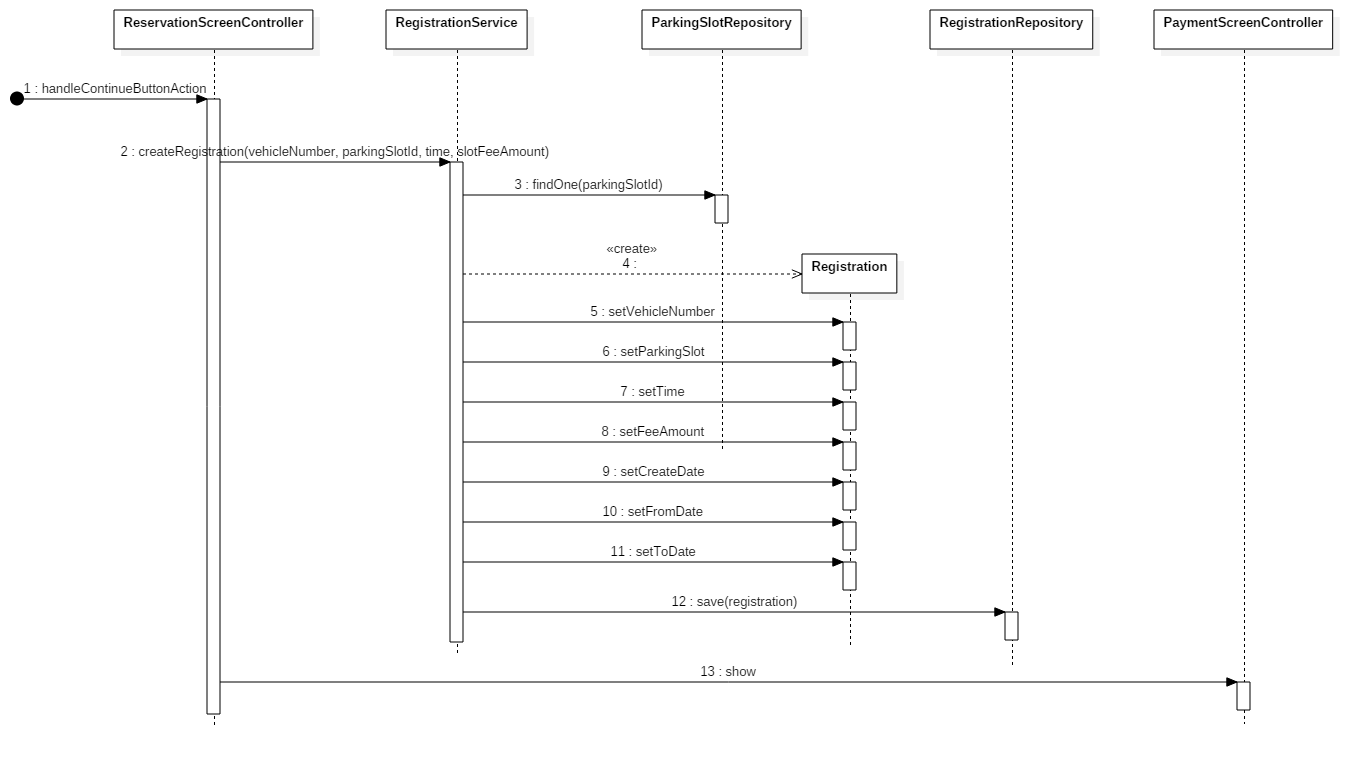 ReservationScreenController
RegistrationService
ParkingSlotRepository
RegistrationRepository
PaymentScreenController
1 : handleContinueButtonAction
2 : createRegistration(vehicleNumber, parkingSlotId, time, slotFeeAmount)
3 : findOne(parkingSlotId)
«create»
4 :
Registration
5 : setVehicleNumber
6 : setParkingSlot
7 : setTime
8 : setFeeAmount
9 : setCreateDate
10 : setFromDate
11 : setToDate
12 : save(registration)
13 : show